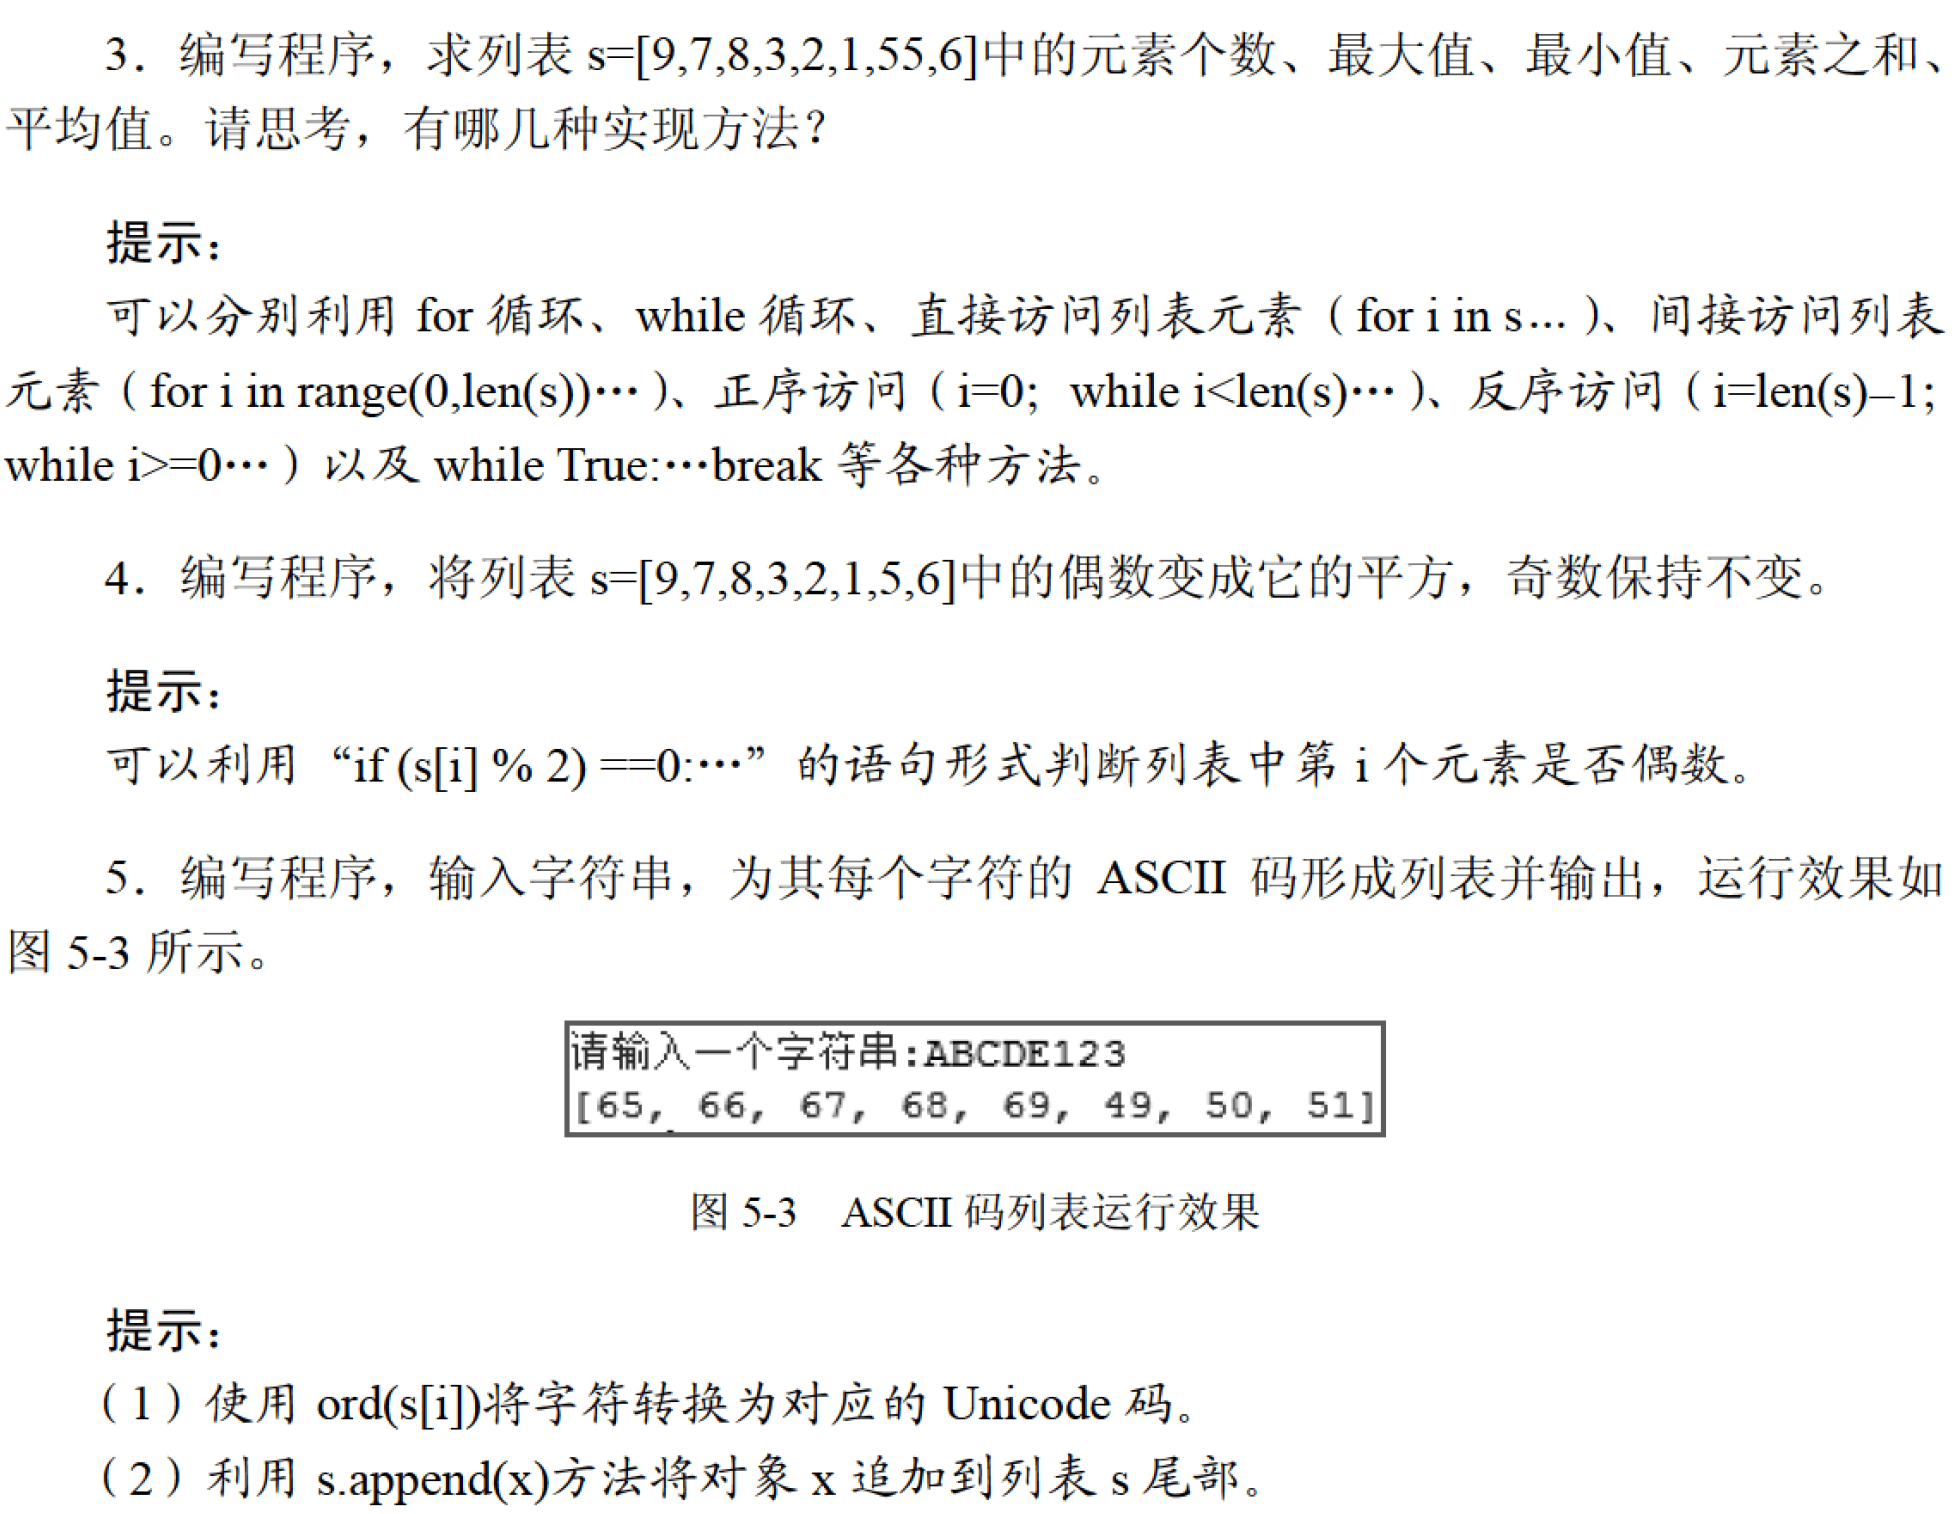 3．编写程序，求列表 s=[9,7,8,3,2,1,55,6]中的元素个数、最大值、最小值、元素之和、
平均值。请思考，有哪几种实现方法？
提示：
可以分别利用 for 循环、while 循环、直接访问列表元素（for i in s…）、间接访问列表
元素（for i in range(0,len(s))…）、正序访问（i=0；while i<len(s)…）、反序访问（i=len(s)–1；
while i>=0…）以及 while True:…break 等各种方法。
4．编写程序，将列表 s=[9,7,8,3,2,1,5,6]中的偶数变成它的平方，奇数保持不变。
提示：
可以利用“if (s[i] % 2) ==0:…”的语句形式判断列表中第 i 个元素是否偶数。
5．编写程序，输入字符串，为其每个字符的 ASCII 码形成列表并输出，运行效果如
图 5-3 所示。
请输入一个字符串:ABCDE123
[65, 66, 67, 68, 69, 49, 50, 51]
图 5-3 ASCII 码列表运行效果
提示：
（1）使用 ord(s[i])将字符转换为对应的 Unicode 码。
（2）利用 s.append(x)方法将对象 x 追加到列表 s 尾部。